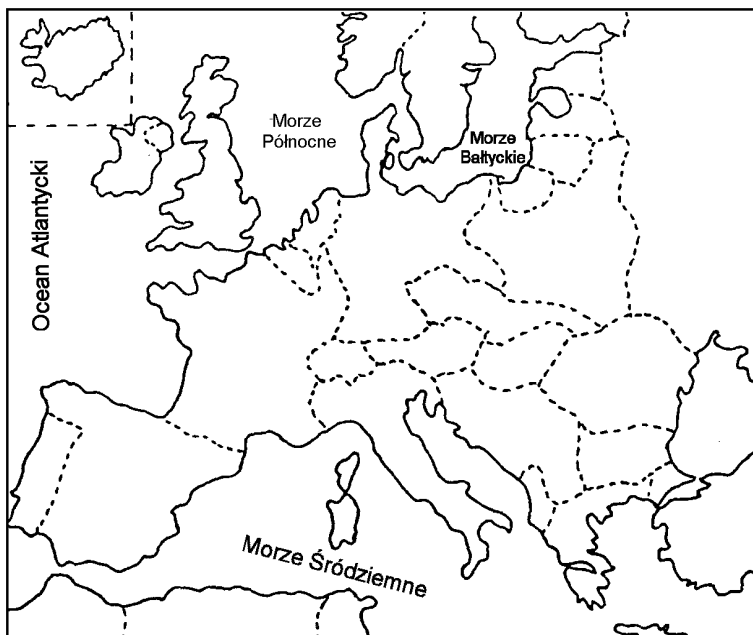 Morze
Północne
Morze
Bałtyckie
Ocean Atlantycki
Morze Śródziemne